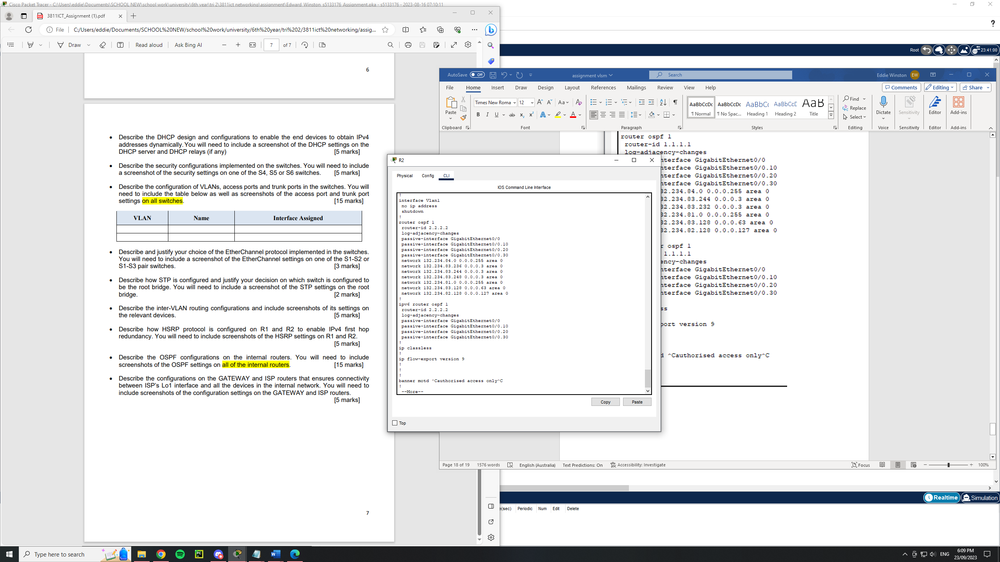 Cisco Packet Tracer - C:\Users\eddie\Documents\SCHOOL NEW\school work\university\6th year\tri 2\3811ict networking\assignment\Edward_Winston_s5133176_Assignment.pka - s5133176 - 2023-08-16 07:10:11
3811ICT_Assignment (1).pdf
File
C:/Users/eddie/Documents/SCHOOL%20NEW/school%20work/university/6th%20year/tri%202/3811ict%20networking/assig...
Draw
Read aloud
Ask Bing AI
7
of 7
6
• Describe the DHCP design and configurations to enable the end devices to obtain IPv4
addresses dynamically. You will need to include a screenshot of the DHCP settings on the
DHCP server and DHCP relays (if any) [5 marks]
• Describe the security configurations implemented on the switches. You will need to include
a screenshot of the security settings on one of the S4, S5 or S6 switches. [5 marks]
• Describe the configuration of VLANs, access ports and trunk ports in the switches. You will
need to include the table below as well as screenshots of the access port and trunk port
settings on all switches. [15 marks]
VLAN Name Interface Assigned
• Describe and justify your choice of the EtherChannel protocol implemented in the switches.
You will need to include a screenshot of the EtherChannel settings on one of the S1-S2 or
S1-S3 pair switches. [3 marks]
• Describe how STP is configured and justify your decision on which switch is configured to
be the root bridge. You will need to include a screenshot of the STP settings on the root
bridge. [2 marks]
• Describe the inter-VLAN routing configurations and include screenshots of its settings on
the relevant devices. [5 marks]
• Describe how HSRP protocol is configured on R1 and R2 to enable IPv4 first hop
redundancy. You will need to include screenshots of the HSRP settings on R1 and R2.
[5 marks]
• Describe the OSPF configurations on the internal routers. You will need to include
screenshots of the OSPF settings on all of the internal routers. [15 marks]
• Describe the configurations on the GATEWAY and ISP routers that ensures connectivity
between ISP's Lo1 interface and all the devices in the internal network. You will need to
include screenshots of the configuration settings on the GATEWAY and ISP routers.
[5 marks]
7
?
Root
23:41:00
AutoSave
Off
assignment vlsm
Search
Eddie Winston
EW
File Home Insert Draw Design Layout References Mailings Review View Help
Comments
Editing
Share
Paste
Times New Roma
12
Aa
AaBbCcDc
¶ Normal
AaBbCcDc
¶ No Spac...
AaBbCc
Heading 1
AaBbCcD
Heading 2
AaB
Title
Find
Replace
Select
Dictate
Sensitivity
Editor
Add-ins
Clipboard Font Paragraph Styles Editing Voice Sensitivity Editor Add-ins
router ospf 1
router-id 1.1.1.1
log-adjacency-changes
nterface GigabitEthernet0/0
nterface GigabitEthernet0/0.10
nterface GigabitEthernet0/0.20
nterface GigabitEthernet0/0.30
32.234.84.0 0.0.0.255 area 0
32.234.83.244 0.0.0.3 area 0
32.234.83.232 0.0.0.3 area 0
32.234.81.0 0.0.0.255 area 0
32.234.83.128 0.0.0.63 area 0
32.234.82.128 0.0.0.127 area 0
r ospf 1
1.1.1.1
ency-changes
nterface GigabitEthernet0/0
nterface GigabitEthernet0/0.10
nterface GigabitEthernet0/0.20
nterface GigabitEthernet0/0.30
ss
port version 9
d ^Cauthorised access only^C
R2
Physical Config CLI
IOS Command Line Interface
!
interface Vlan1
no ip address
shutdown
!
router ospf 1
router-id 2.2.2.2
log-adjacency-changes
passive-interface GigabitEthernet0/0
passive-interface GigabitEthernet0/0.10
passive-interface GigabitEthernet0/0.20
passive-interface GigabitEthernet0/0.30
network 132.234.84.0 0.0.0.255 area 0
network 132.234.83.236 0.0.0.3 area 0
network 132.234.83.244 0.0.0.3 area 0
network 132.234.83.248 0.0.0.3 area 0
network 132.234.81.0 0.0.0.255 area 0
network 132.234.83.128 0.0.0.63 area 0
network 132.234.82.128 0.0.0.127 area 0
!
ipv6 router ospf 1
router-id 2.2.2.2
log-adjacency-changes
passive-interface GigabitEthernet0/0
passive-interface GigabitEthernet0/0.10
passive-interface GigabitEthernet0/0.20
passive-interface GigabitEthernet0/0.30
!
ip classless
!
ip flow-export version 9
!
!
!
banner motd ^Cauthorised access only^C
!
--More--
Copy
Paste
Top
Page 18 of 19 1576 words English (Australia) Text Predictions: On Accessibility: Investigate
Focus
100%
Realtime
Simulation
e(sec) Periodic Num Edit Delete
Type here to search
ENG
6:09 PM
23/09/2023